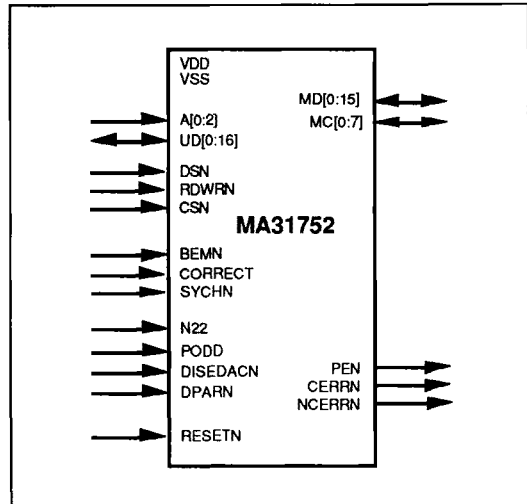 VDD
VSS
MD[0:15]
A[0:2]
MC[0:7]
UD[0:16]
DSN
RDWRN
CSN
MA31752
BEMN
CORRECT
SYCHN
N22
PODD
PEN
DISEDACN
CERRN
DPARN
NCERRN
RESETN